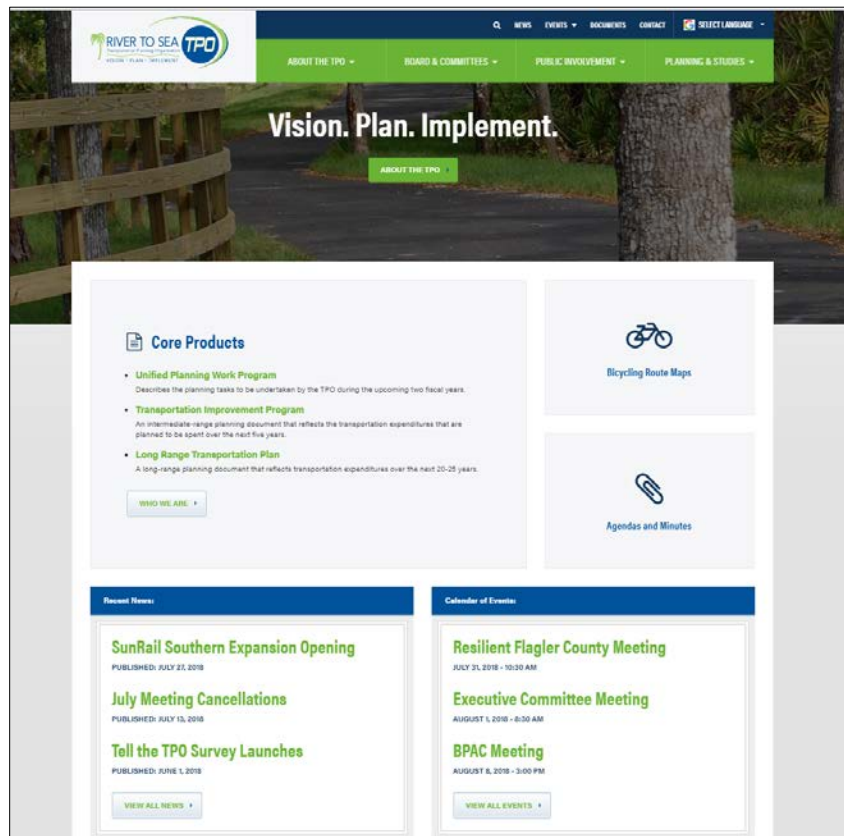 RIVER TO SEA TPO
Transportation Planning Organization
VISION • PLAN • IMPLEMENT
NEWS EVENTS DOCUMENTS CONTACT SELECT LANGUAGE
ABOUT THE TPO BOARD & COMMITTEES PUBLIC INVOLVEMENT PLANNING & STUDIES
Vision. Plan. Implement.
ABOUT THE TPO
Core Products
• Unified Planning Work Program
Describes the planning tasks to be undertaken by the TPO during the upcoming two fiscal years.
• Transportation Improvement Program
An intermediate-range planning document that reflects the transportation expenditures that are
planned to be spent over the next five years.
• Long Range Transportation Plan
A long-range planning document that reflects transportation expenditures over the next 20-25 years.
WHO WE ARE
Bicycling Route Maps
Agendas and Minutes
Recent News:
SunRail Southern Expansion Opening
PUBLISHED: JULY 27, 2018
July Meeting Cancellations
PUBLISHED: JULY 13, 2018
Tell the TPO Survey Launches
PUBLISHED: JUNE 1, 2018
VIEW ALL NEWS
Calendar of Events:
Resilient Flagler County Meeting
JULY 31, 2018 - 10:30 AM
Executive Committee Meeting
AUGUST 1, 2018 - 8:30 AM
BPAC Meeting
AUGUST 8, 2018 - 3:00 PM
VIEW ALL EVENTS